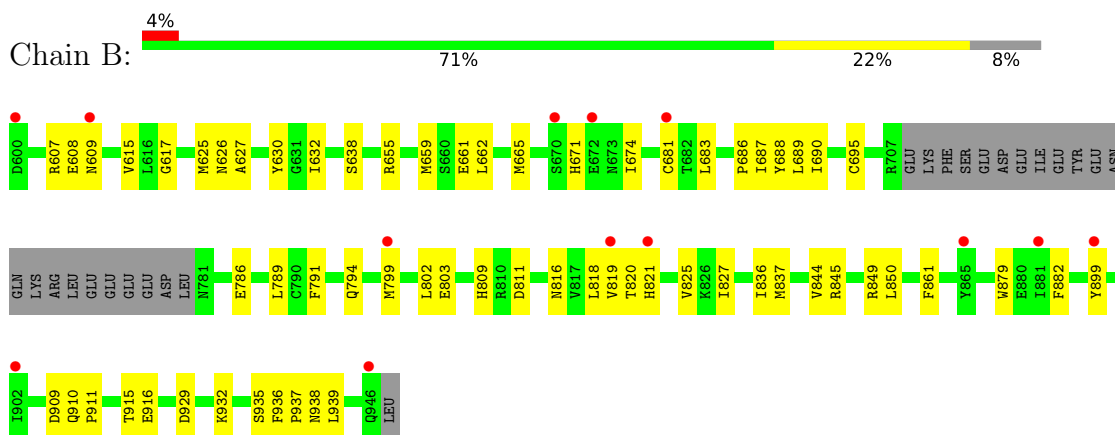 4%
Chain B:
71% 22% 8%
D600 R607 E608 N609 V615 L616 G617 M625 N626 A627 Y630 G631 I632 S638 R655 M659 S660 E661 L662 M665 S670 H671 E672 N673 I674 C681 T682 L683 P686 I687 Y688 L689 I690 C695 R707 GLU LYS PHE SER GLU ASP GLU ILE GLU TYR GLU ASN
GLN LYS ARG LEU GLU GLU GLU GLU ASP LEU N781 E786 L789 C790 F791 Q794 M799 L802 E803 H809 R810 D811 N816 V817 L818 V819 T820 H821 V825 K826 I827 I836 M837 V844 R845 R849 L850 F861 Y865 W879 E880 I881 F882 Y899
I902 D909 Q910 P911 T915 E916 D929 K932 S935 F936 P937 N938 L939 Q946 LEU